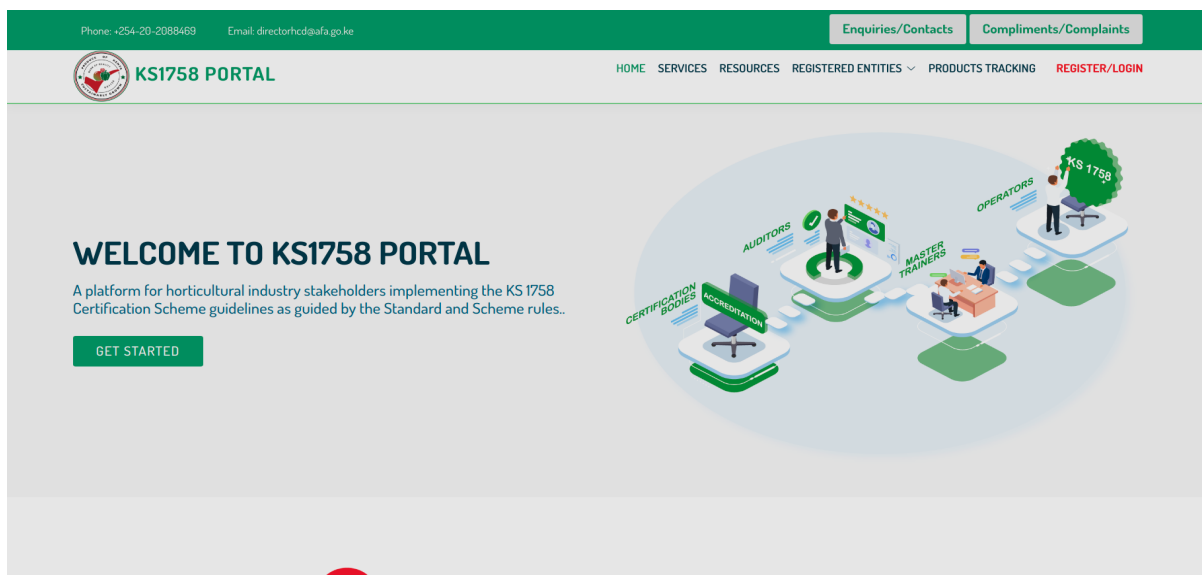 Phone: +254-20-2088469 Email: directorhcd@afa.go.ke Enquiries/Contacts Compliments/Complaints
KS1758 PORTAL HOME SERVICES RESOURCES REGISTERED ENTITIES PRODUCTS TRACKING REGISTER/LOGIN
KS 1758
OPERATORS
AUDITORS
MASTER
TRAINERS
WELCOME TO KS1758 PORTAL
A platform for horticultural industry stakeholders implementing the KS 1758
Certification Scheme guidelines as guided by the Standard and Scheme rules..
CERTIFICATION
BODIES
ACCREDITATION
GET STARTED